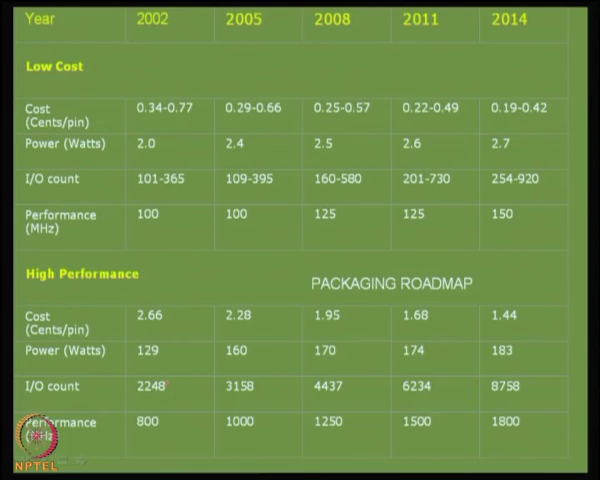 Year 2002 2005 2008 2011 2014
Low Cost
Cost 0.34-0.77 0.29-0.66 0.25-0.57 0.22-0.49 0.19-0.42
(Cents/pin)
Power (Watts) 2.0 2.4 2.5 2.6 2.7
I/O count 101-365 109-395 160-580 201-730 254-920
Performance 100 100 125 125 150
(MHz)
High Performance
PACKAGING ROADMAP
Cost 2.66 2.28 1.95 1.68 1.44
(Cents/pin)
Power (Watts) 129 160 170 174 183
I/O count 2248 3158 4437 6234 8758
Performance 800 1000 1250 1500 1800
NPTEL